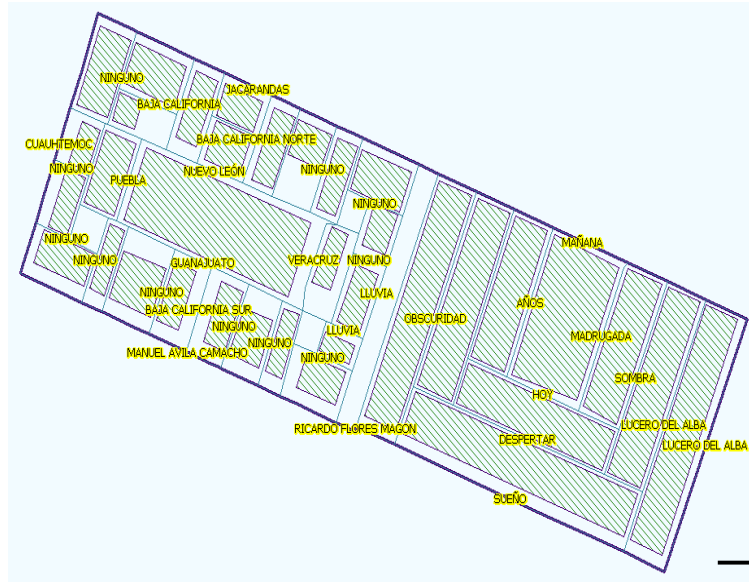 NINGUNO
JACARANDAS
BAJA CALIFORNIA
BAJA CALIFORNIA NORTE
CUAUHTEMOC
NINGUNO
NUEVO LEÓN
NINGUNO
PUEBLA
NINGUNO
NINGUNO
MAÑANA
NINGUNO
GUANAJUATO
VERACRUZ
NINGUNO
NINGUNO
LLUVIA
BAJA CALIFORNIA SUR
AÑOS
OBSCURIDAD
NINGUNO
LLUVIA
MADRUGADA
NINGUNO
MANUEL AVILA CAMACHO
NINGUNO
SOMBRA
HOY
RICARDO FLORES MAGON
LUCERO DEL ALBA
DESPERTAR
LUCERO DEL ALBA
SUEÑO